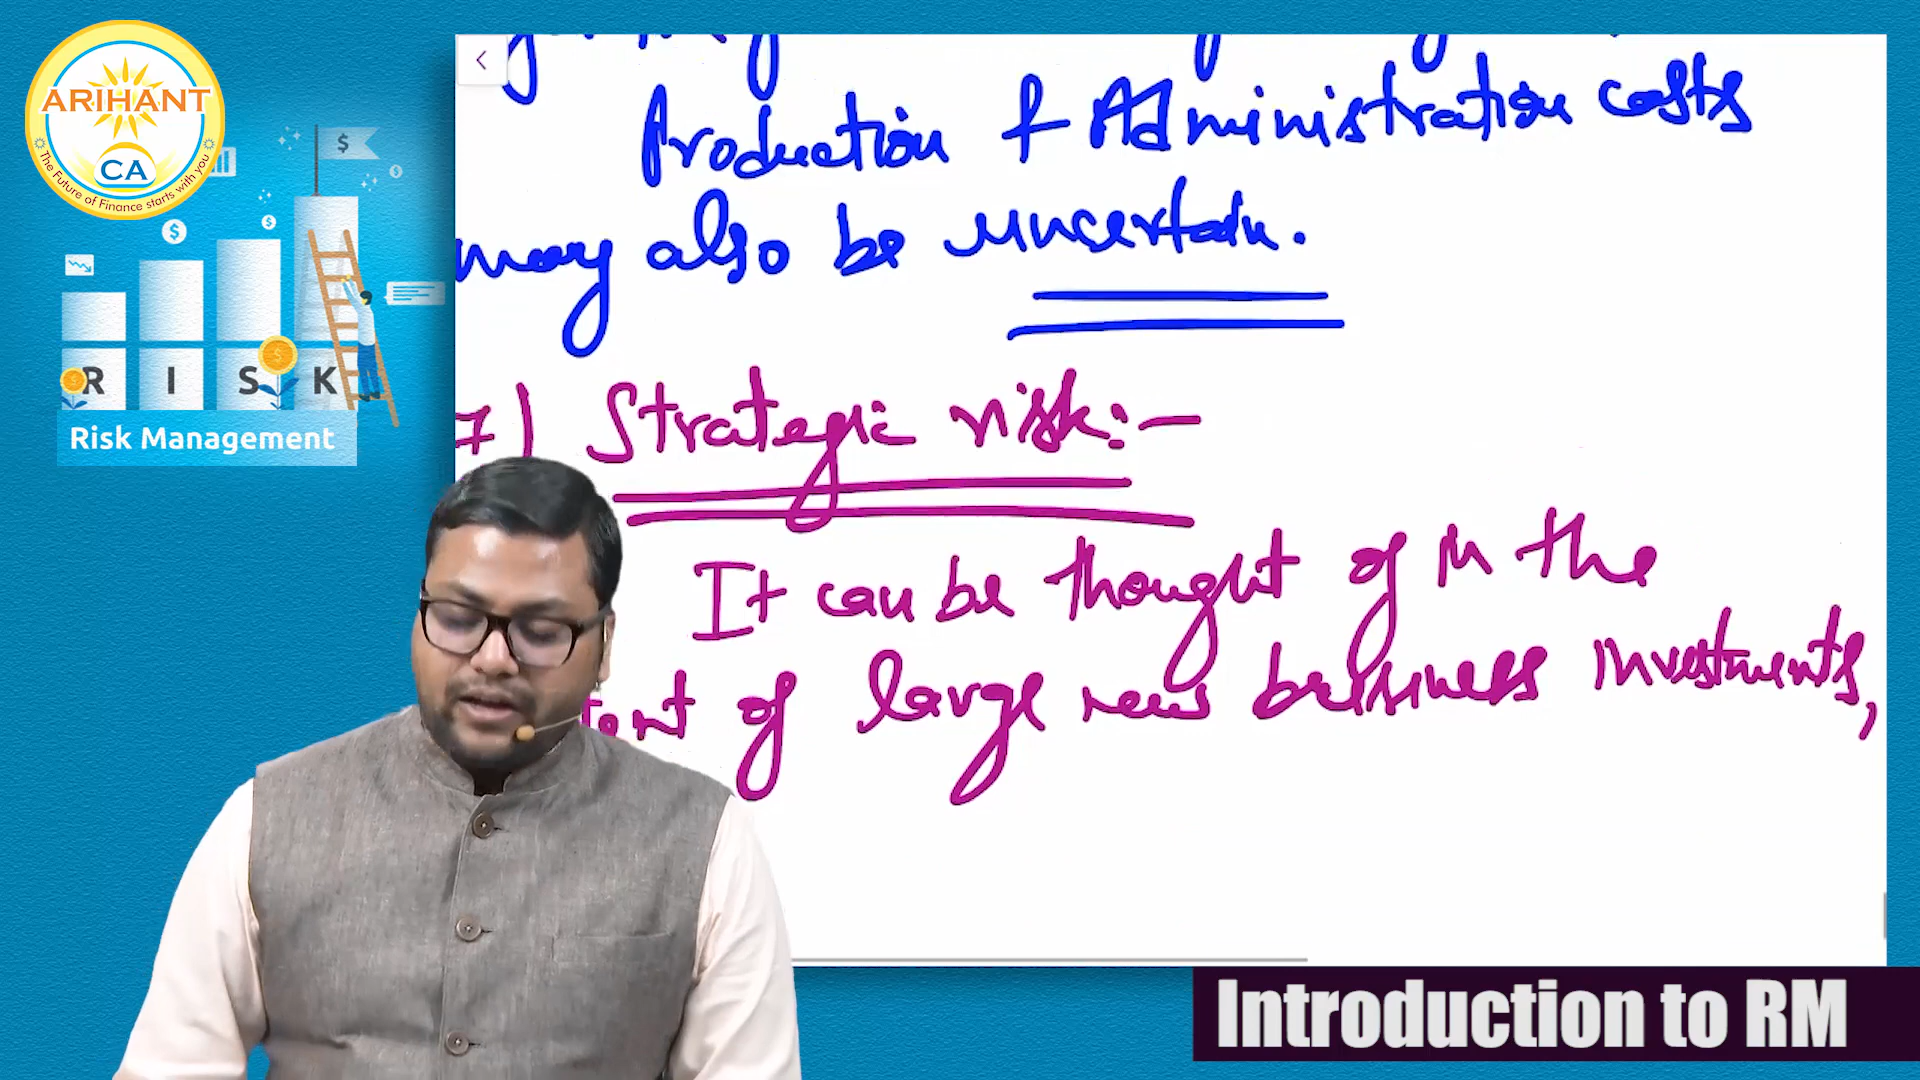 ARIHANT
CA
The Future of Finance starts with you
$
$
$
$
R I S K
Risk Management
Production & Administration costs
may also be uncertain.
7) Strategic risk:-
It can be thought of in the
of large new business investments,
Introduction to RM